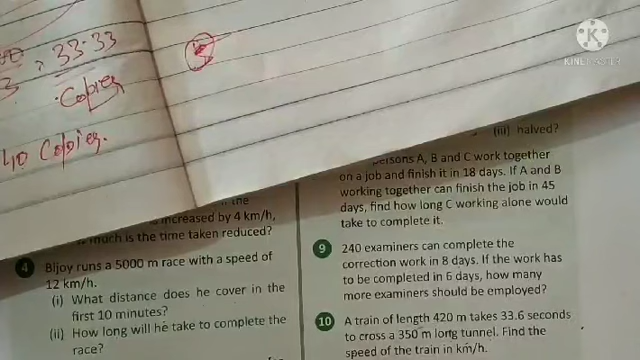 3 , 33.33
Copies
40 Copies.
5
KINEMASTER
(iii) halved?
persons A, B and C work together
on a job and finish it in 18 days. If A and B
working together can finish the job in 45
days, find how long C working alone would
take to complete it.
in the
increased by 4 km/h,
much is the time taken reduced?
4 Bijoy runs a 5000 m race with a speed of
12 km/h.
(i) What distance does he cover in the
first 10 minutes?
(ii) How long will he take to complete the
race?
9 240 examiners can complete the
correction work in 8 days. If the work has
to be completed in 6 days, how many
more examiners should be employed?
10 A train of length 420 m takes 33.6 seconds
to cross a 350 m long tunnel. Find the
speed of the train in km/h.